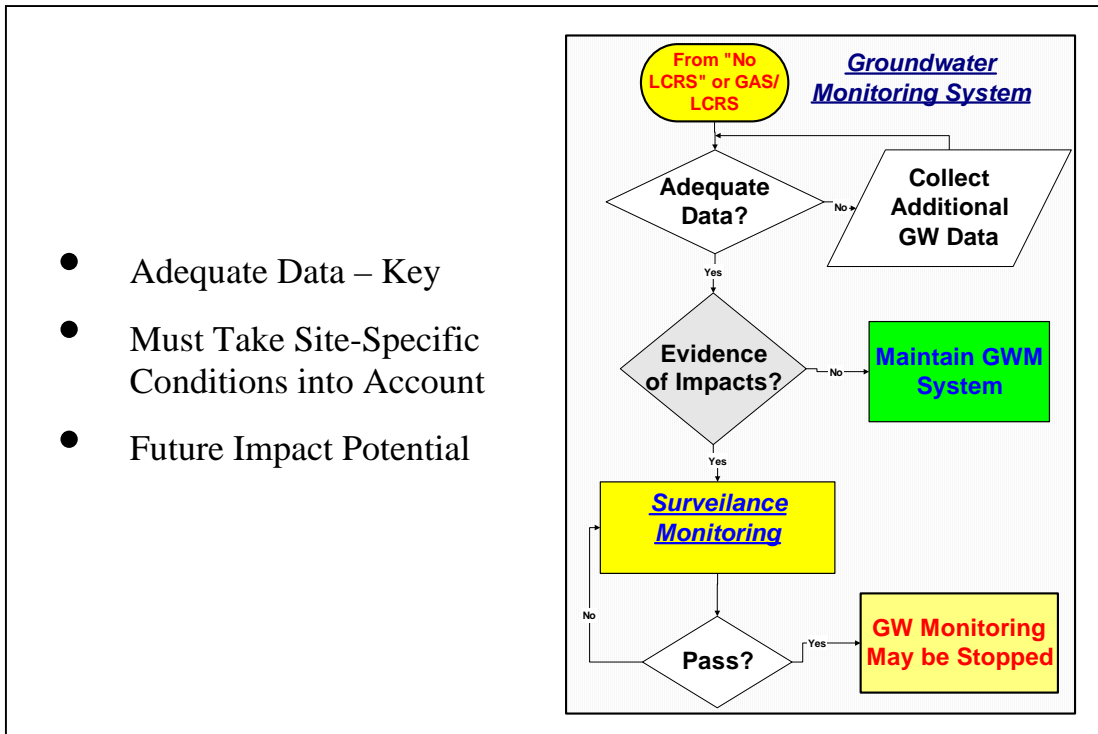 • Adequate Data – Key
• Must Take Site-Specific
Conditions into Account
• Future Impact Potential
Groundwater
Monitoring System
From "No
LCRS" or GAS/
LCRS
Adequate
Data?
No
Collect
Additional
GW Data
Yes
Evidence
of Impacts?
No
Maintain GWM
System
Yes
Surveilance
Monitoring
No
Pass?
Yes
GW Monitoring
May be Stopped